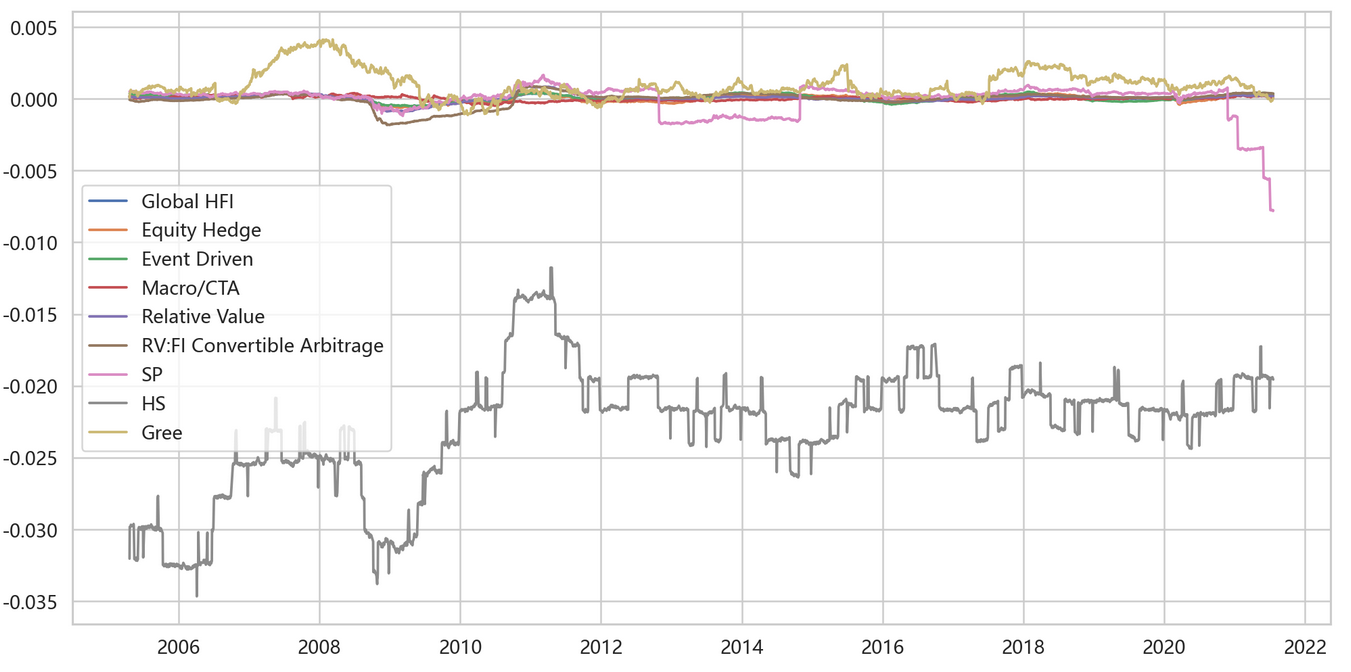 0.005
0.000
-0.005
-0.010
-0.015
-0.020
-0.025
-0.030
-0.035
Global HFI
Equity Hedge
Event Driven
Macro/CTA
Relative Value
RV:FI Convertible Arbitrage
SP
HS
Gree
2006 2008 2010 2012 2014 2016 2018 2020 2022